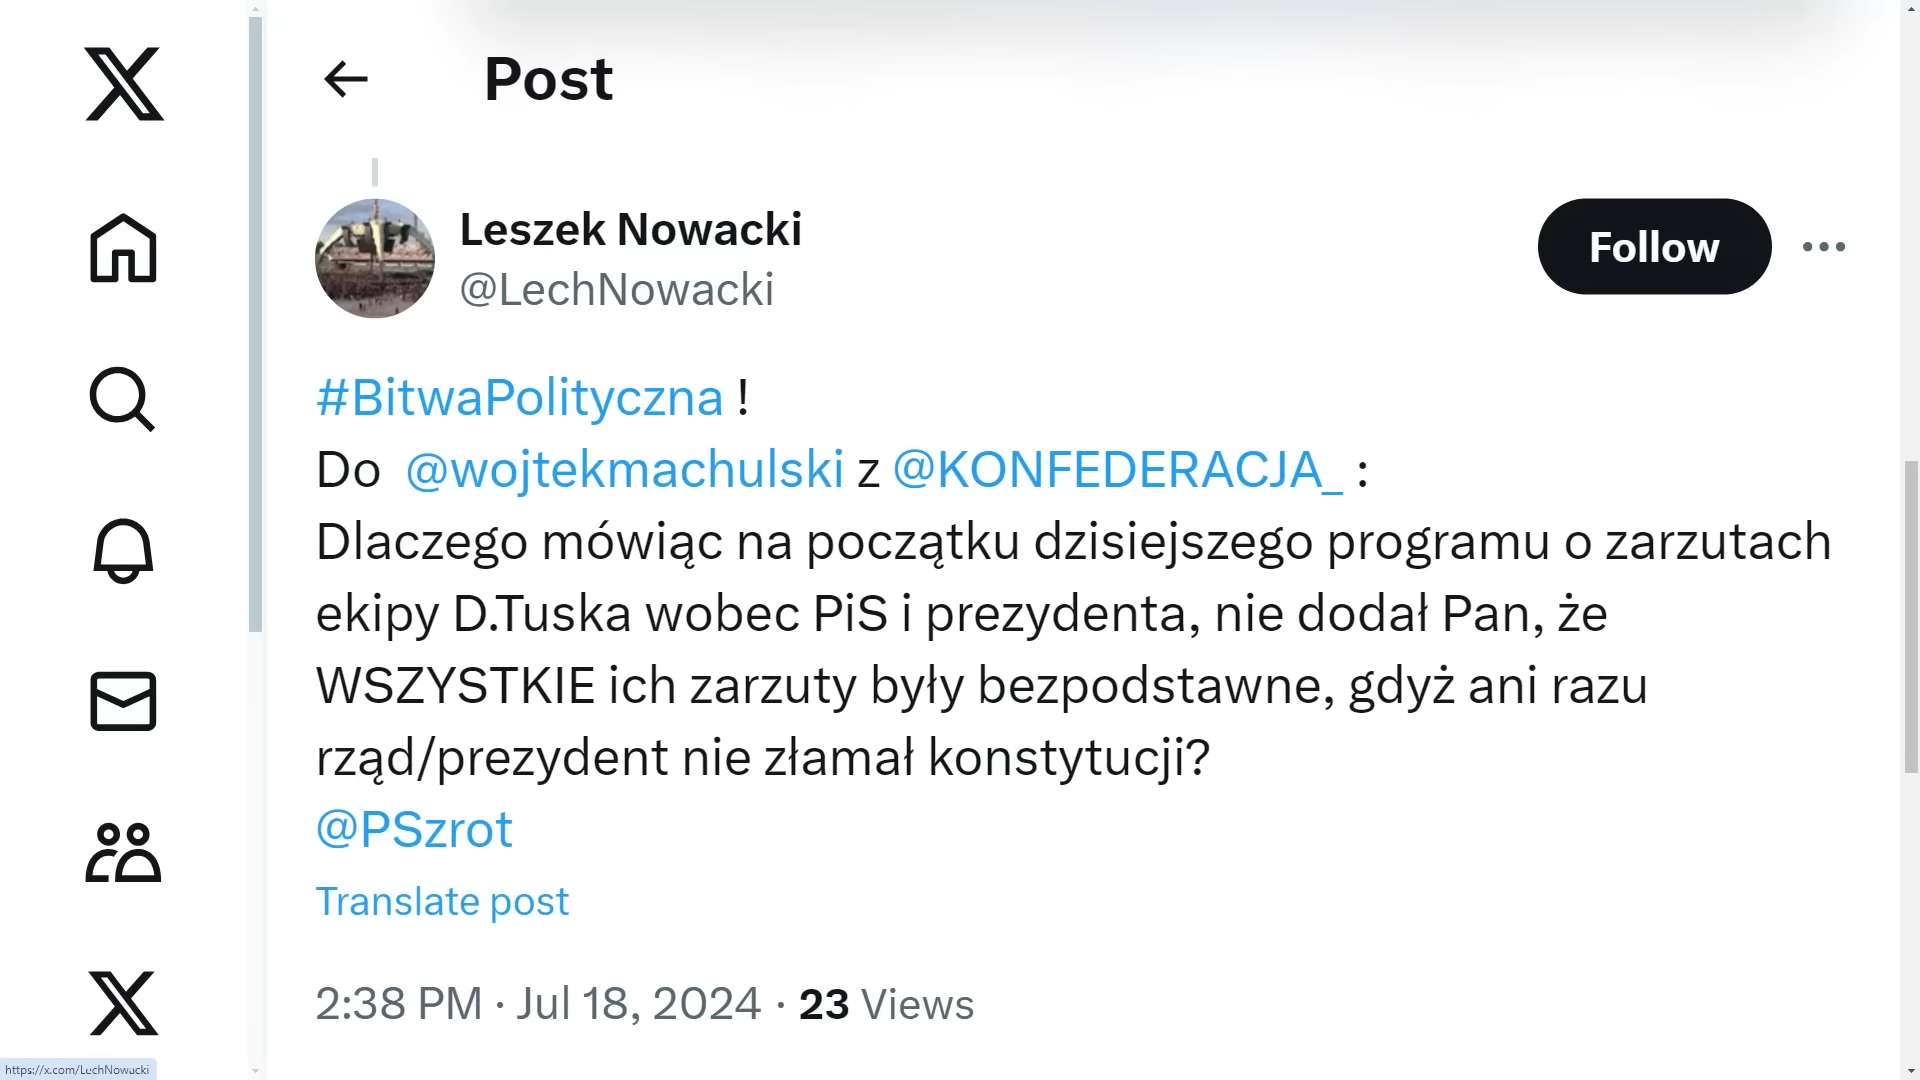 Post
Leszek Nowacki
@LechNowacki
Follow
#BitwaPolityczna !
Do @wojtekmachulski z @KONFEDERACJA_ :
Dlaczego mówiąc na początku dzisiejszego programu o zarzutach
ekipy D.Tuska wobec PiS i prezydenta, nie dodał Pan, że
WSZYSTKIE ich zarzuty były bezpodstawne, gdyż ani razu
rząd/prezydent nie złamał konstytucji?
@PSzrot
Translate post
2:38 PM · Jul 18, 2024 · 23 Views
https://x.com/LechNowacki